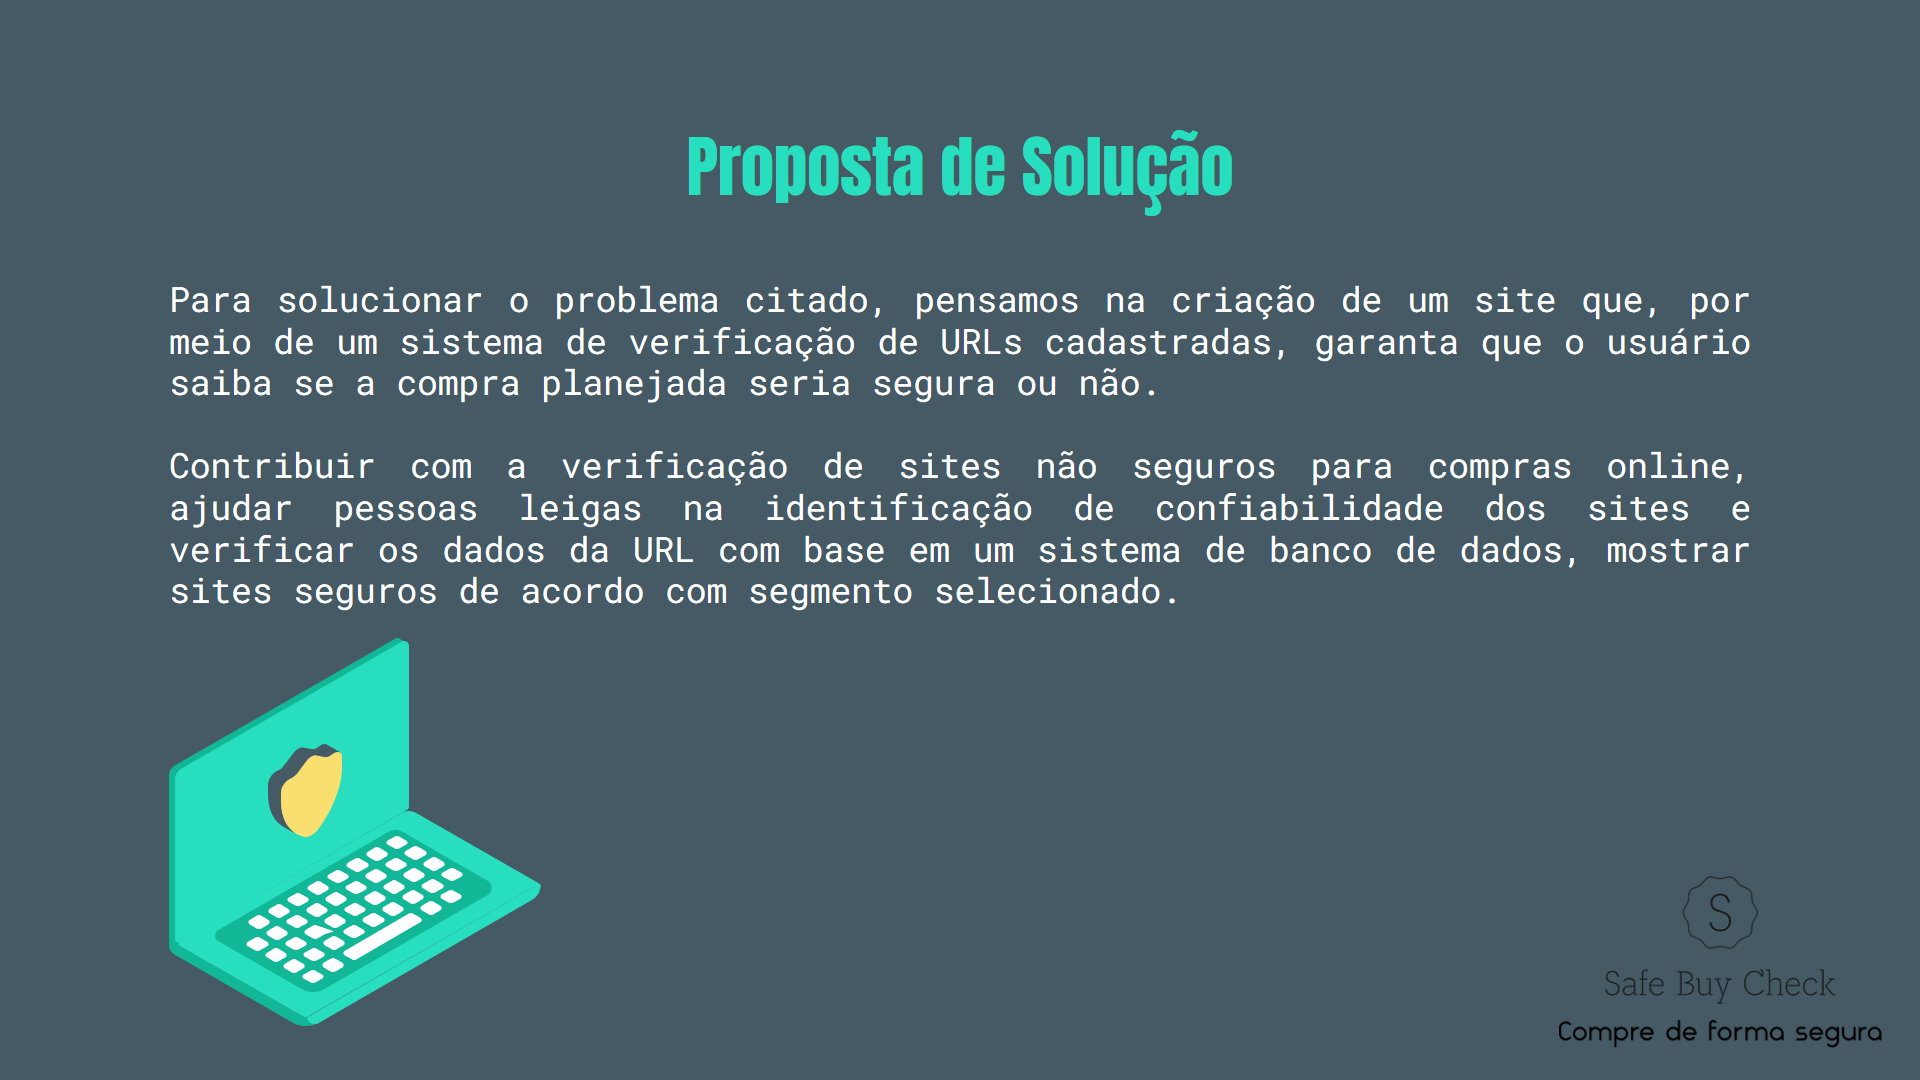 Proposta de Solução
Para solucionar o problema citado, pensamos na criação de um site que, por
meio de um sistema de verificação de URLs cadastradas, garanta que o usuário
saiba se a compra planejada seria segura ou não.
Contribuir com a verificação de sites não seguros para compras online,
ajudar pessoas leigas na identificação de confiabilidade dos sites e
verificar os dados da URL com base em um sistema de banco de dados, mostrar
sites seguros de acordo com segmento selecionado.
S
Safe Buy Check
Compre de forma segura